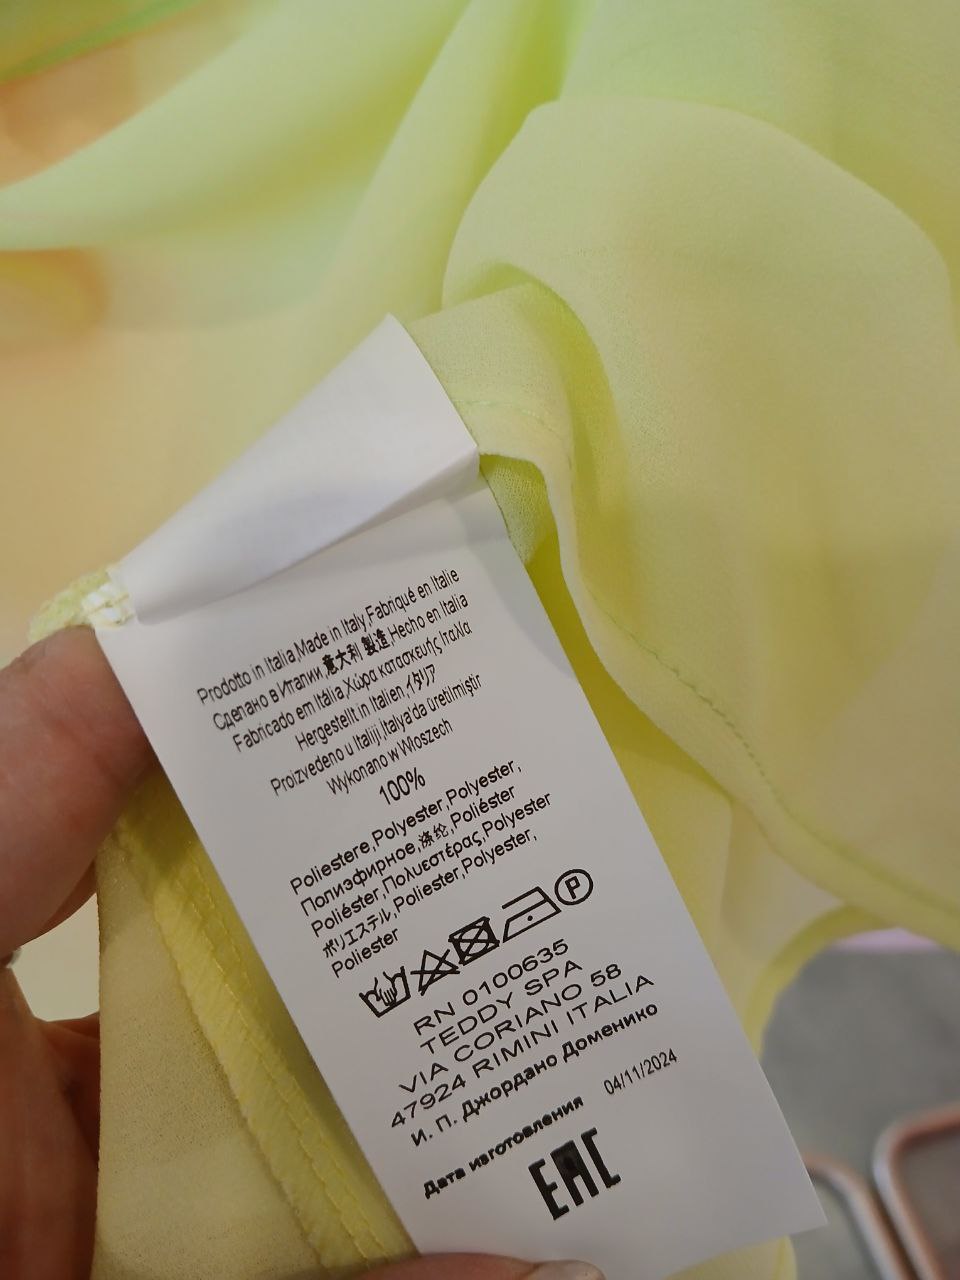 Prodotto in Italia,Made in Italy,Fabriqué en Italie
Сделано в Италии,意大利 製造,Hecho en Italia
Fabricado em Itália,Χώρα κατασκευής Ιταλία
Hergestellt in Italien,イタリア
Proizvedeno u Italiji,İtalya'da üretilmiştir
Wykonano w Wloszech
100%
Poliestere,Polyester,Polyester,
Полиэфирное,涤纶,Poliéster
Poliéster,Πολυεστέρας,Polyester
ポリエステル,Poliester,Polyester,
Poliester
P
RN 0100635
TEDDY SPA
VIA CORIANO 58
47924 RIMINI ITALIA
И. П. Джордано Доменико
Дата изготовления 04/11/2024
EAC